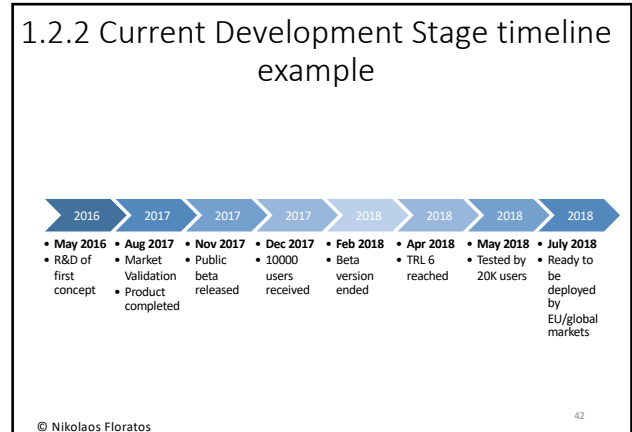 1.2.2 Current Development Stage timeline
example
2016
2017
2017
2017
2018
2018
2018
2018
• May 2016
• R&D of
first
concept
• Aug 2017
• Market
Validation
• Product
completed
• Nov 2017
• Public
beta
released
• Dec 2017
• 10000
users
received
• Feb 2018
• Beta
version
ended
• Apr 2018
• TRL 6
reached
• May 2018
• Tested by
20K users
• July 2018
• Ready to
be
deployed
by
EU/global
markets
42
© Nikolaos Floratos